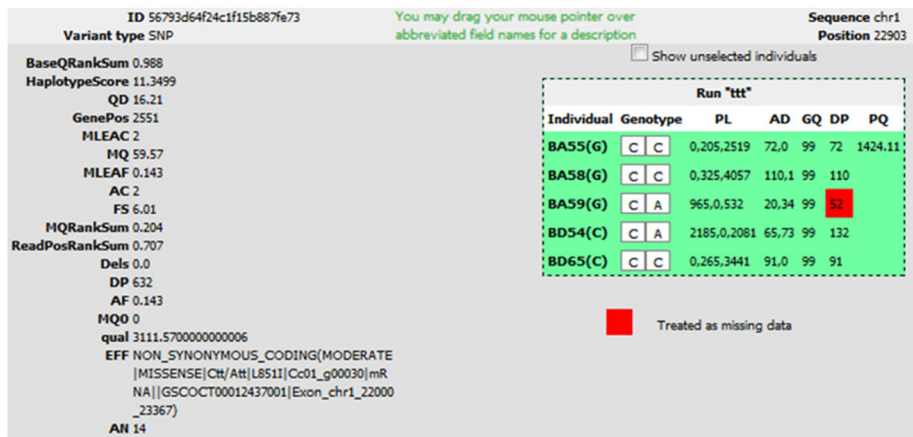 ID 56793d64f24c1f15b887fe73
Variant type SNP
You may drag your mouse pointer over
abbreviated field names for a description
Sequence chr1
Position 22903
BaseQRankSum 0.988
HaplotypeScore 11.3499
QD 16.21
GenePos 2551
MLEAC 2
MQ 59.57
MLEAF 0.143
AC 2
FS 6.01
MQRankSum 0.204
ReadPosRankSum 0.707
Dels 0.0
DP 632
AF 0.143
MQ0 0
qual 3111.5700000000006
EFF NON_SYNONYMOUS_CODING(MODERATE
|MISSENSE|Ctt/Att|L851I|Cc01_g00030|mR
NA||GSCOCT00012437001|Exon_chr1_22000
_23367)
AN 14
Show unselected individuals
Run "ttt"
Individual Genotype PL AD GQ DP PQ
BA55(G) C C 0,205,2519 72,0 99 72 1424.11
BA58(G) C C 0,325,4057 110,1 99 110
BA59(G) C A 965,0,532 20,34 99 52
BD54(C) C A 2185,0,2081 65,73 99 132
BD65(C) C C 0,265,3441 91,0 99 91
Treated as missing data